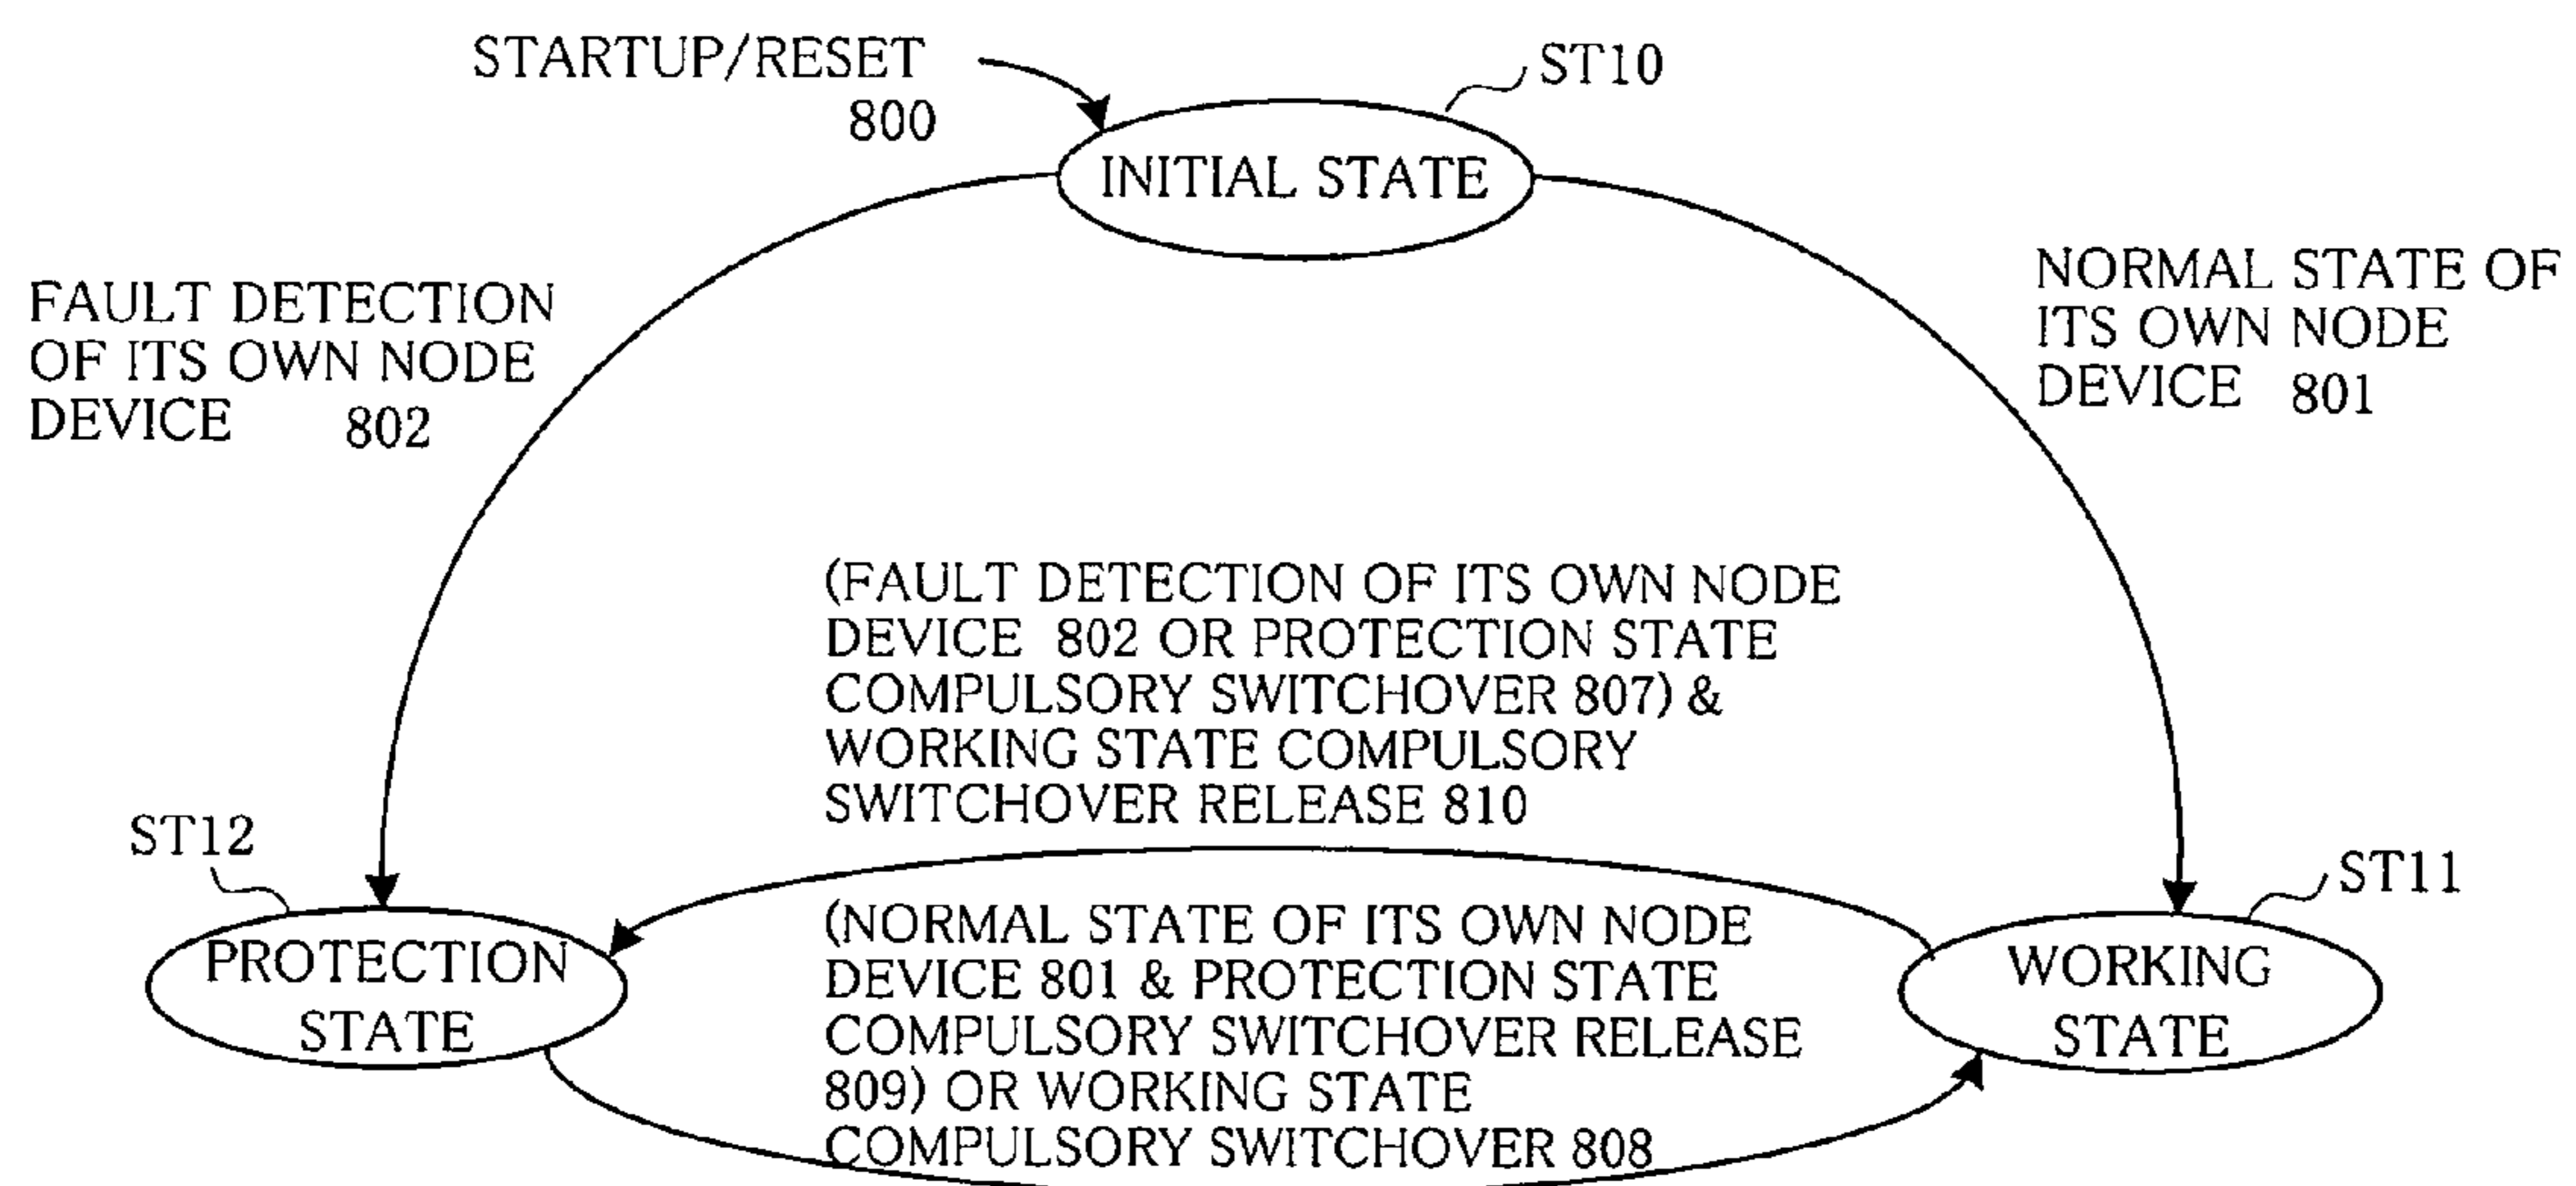 STARTUP/RESET
800
ST10
INITIAL STATE
FAULT DETECTION
OF ITS OWN NODE
DEVICE 802
NORMAL STATE OF
ITS OWN NODE
DEVICE 801
(FAULT DETECTION OF ITS OWN NODE
DEVICE 802 OR PROTECTION STATE
COMPULSORY SWITCHOVER 807) &
WORKING STATE COMPULSORY
SWITCHOVER RELEASE 810
ST12
ST11
PROTECTION
STATE
(NORMAL STATE OF ITS OWN NODE
DEVICE 801 & PROTECTION STATE
COMPULSORY SWITCHOVER RELEASE
809) OR WORKING STATE
COMPULSORY SWITCHOVER 808
WORKING
STATE